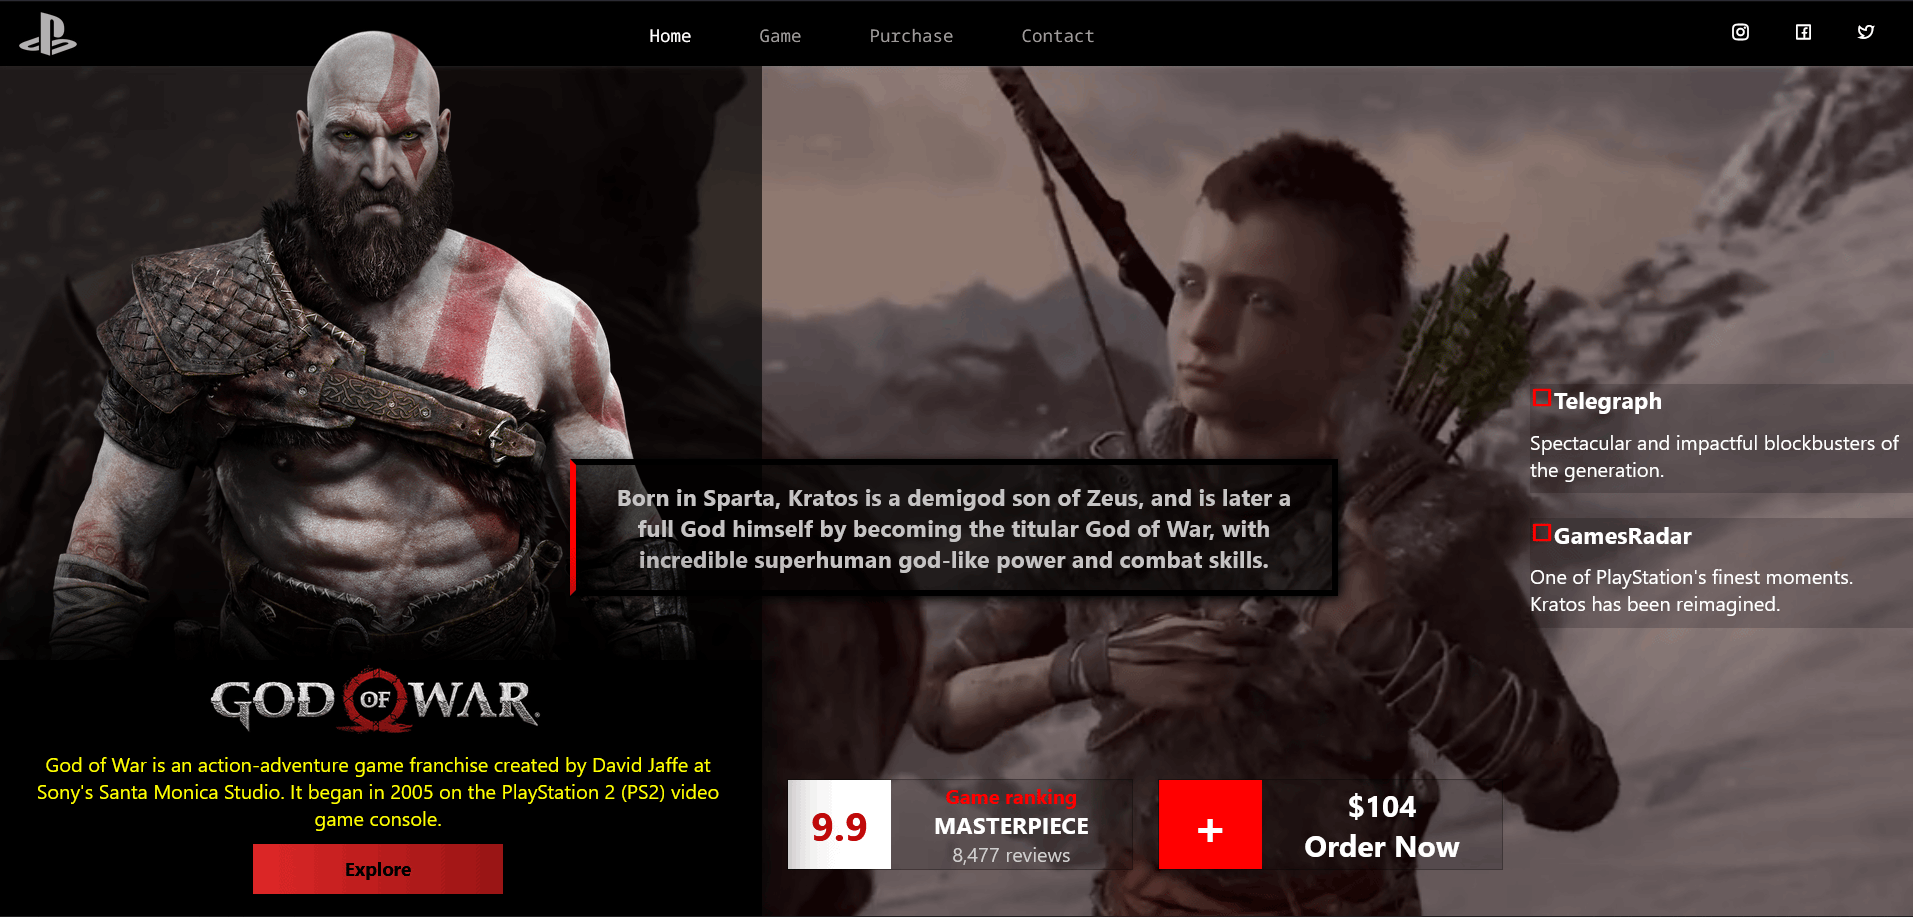 Home Game Purchase Contact
Born in Sparta, Kratos is a demigod son of Zeus, and is later a
full God himself by becoming the titular God of War, with
incredible superhuman god-like power and combat skills.
Telegraph
Spectacular and impactful blockbusters of
the generation.
GamesRadar
One of PlayStation's finest moments.
Kratos has been reimagined.
GOD OF WAR
God of War is an action-adventure game franchise created by David Jaffe at
Sony's Santa Monica Studio. It began in 2005 on the PlayStation 2 (PS2) video
game console.
Explore
9.9
Game ranking
MASTERPIECE
8,477 reviews
+
$104
Order Now